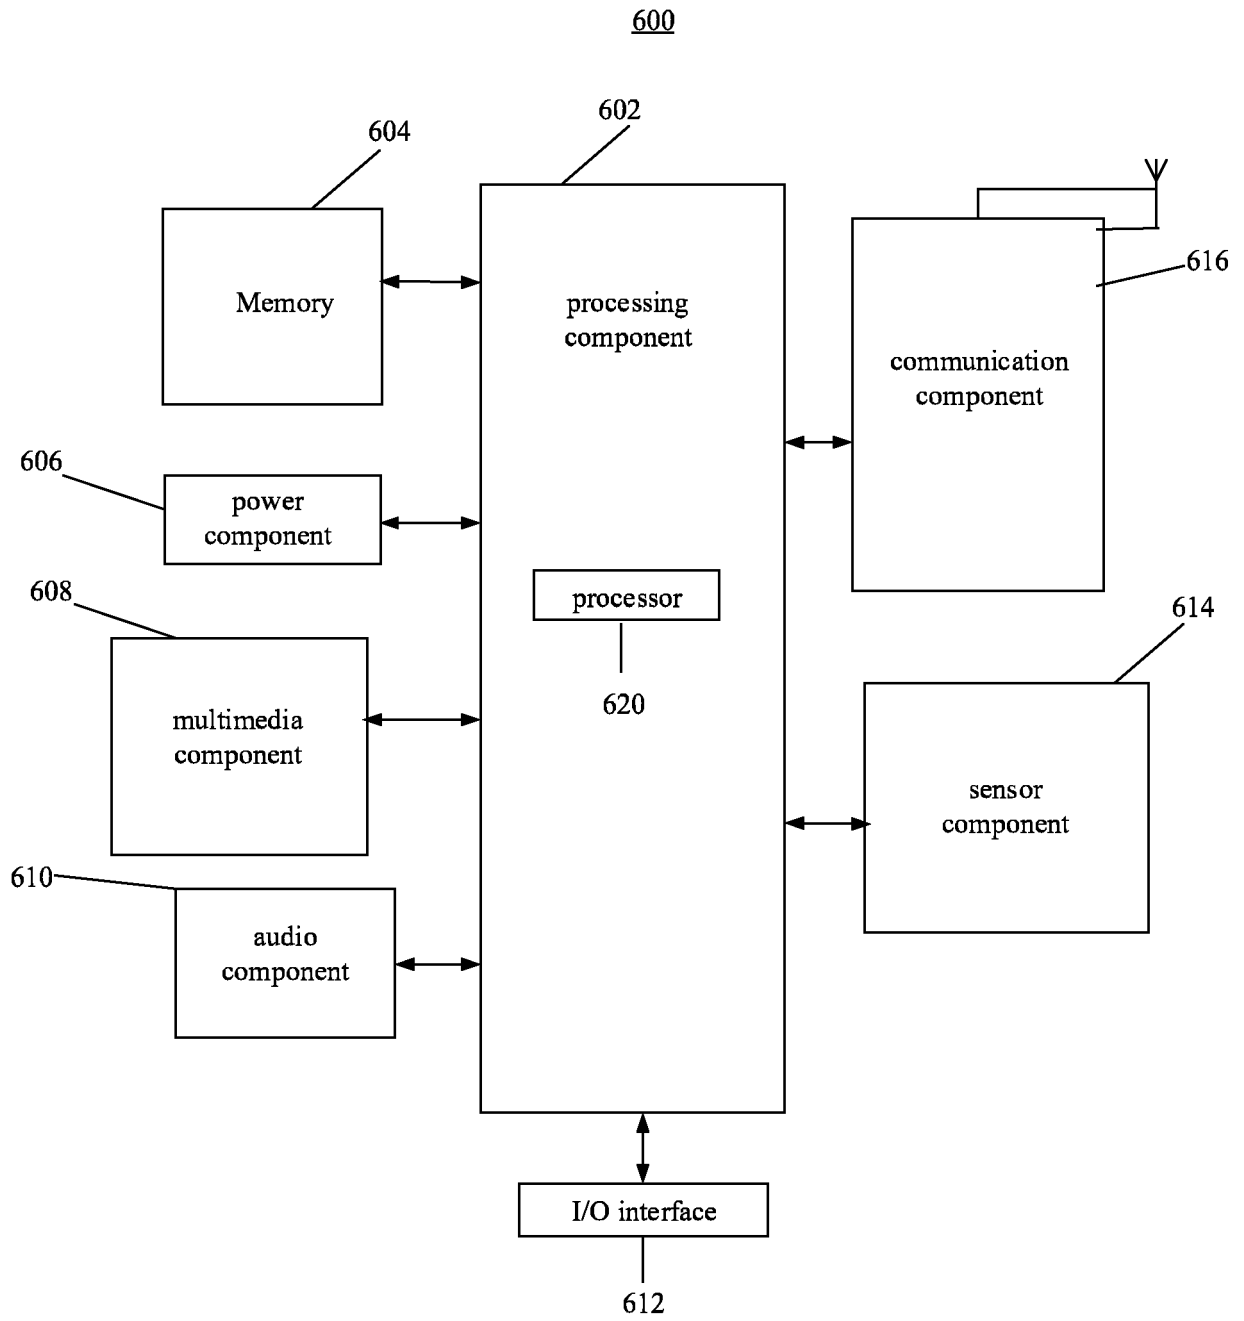 600
602
604
Memory
processing
component
616
communication
component
606
power
component
608
processor
620
614
multimedia
component
sensor
component
610
audio
component
I/O interface
612